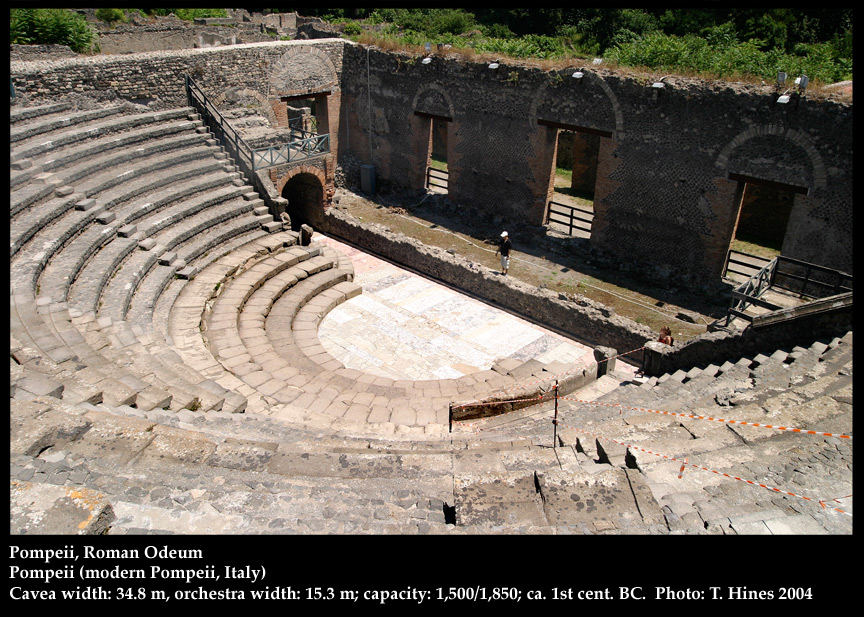 Pompeii, Roman Odeum
Pompeii (modern Pompeii, Italy)
Cavea width: 34.8 m, orchestra width: 15.3 m; capacity: 1,500/1,850; ca. 1st cent. BC.  Photo: T. Hines 2004